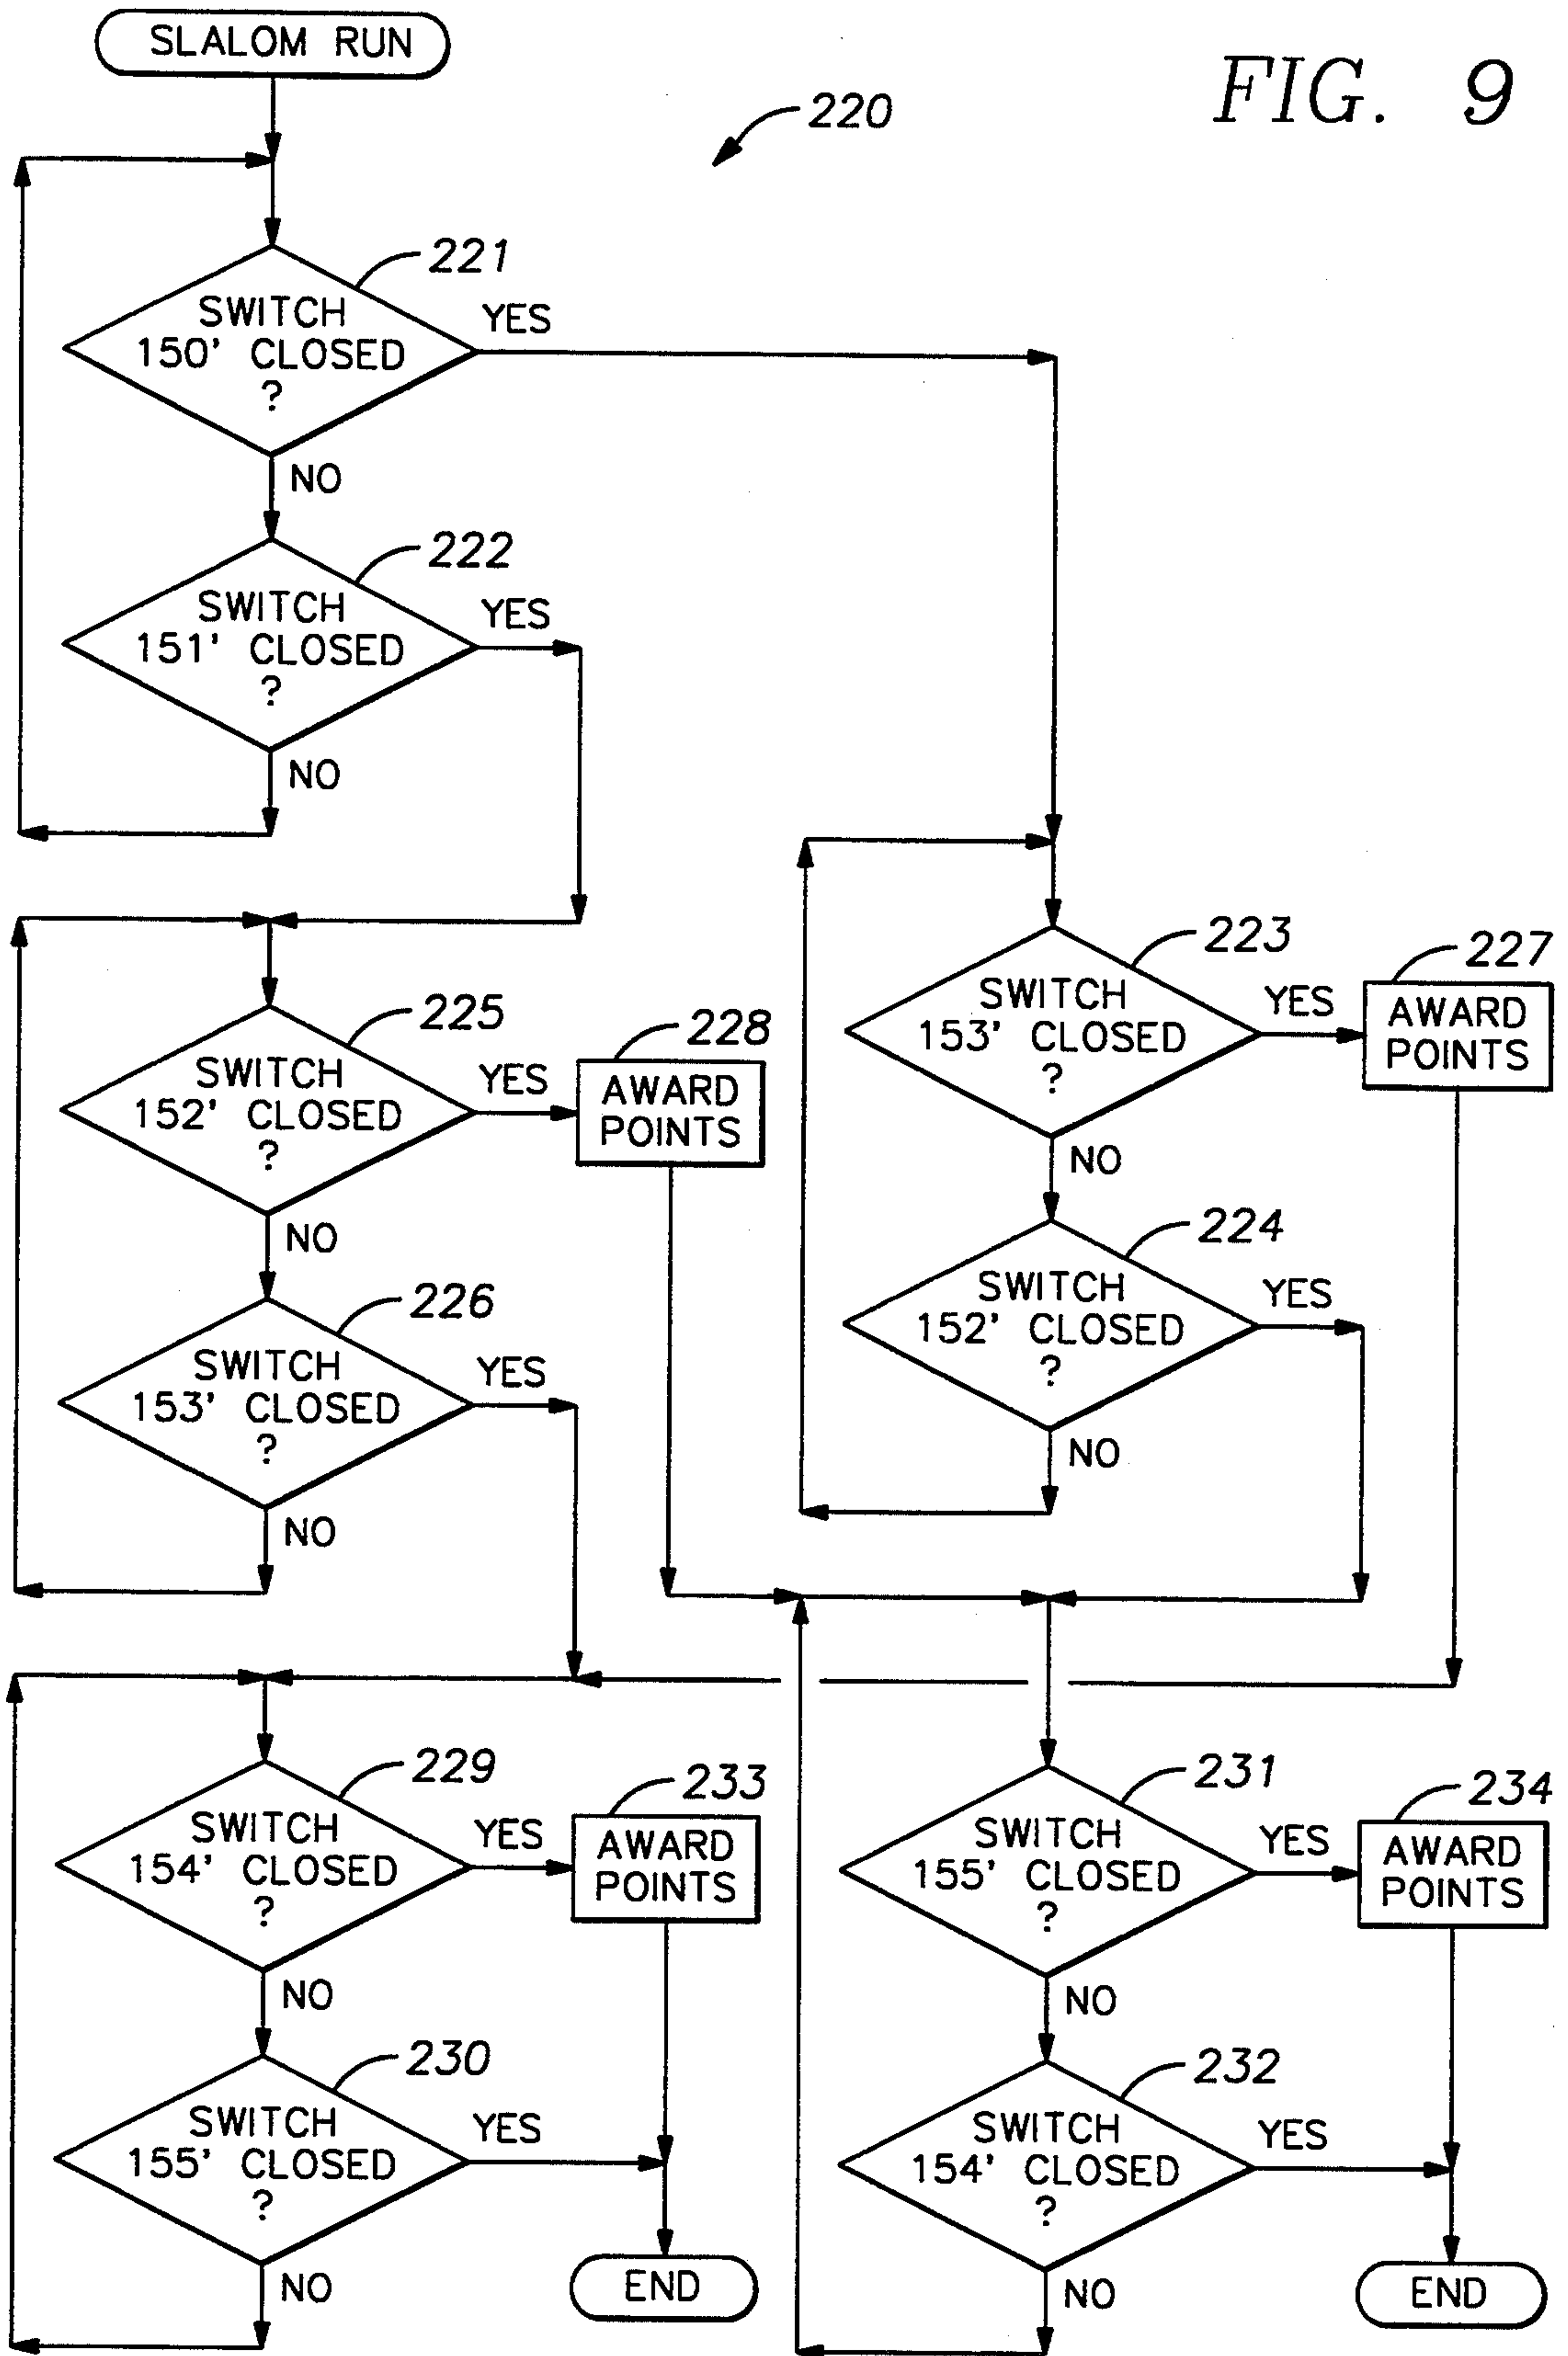 SLALOM RUN
FIG. 9
220
221
SWITCH
150' CLOSED
?
YES
NO
222
SWITCH
151' CLOSED
?
YES
NO
223
SWITCH
153' CLOSED
?
YES
NO
227
AWARD
POINTS
225
SWITCH
152' CLOSED
?
YES
NO
228
AWARD
POINTS
224
SWITCH
152' CLOSED
?
YES
NO
226
SWITCH
153' CLOSED
?
YES
NO
229
SWITCH
154' CLOSED
?
YES
NO
233
AWARD
POINTS
231
SWITCH
155' CLOSED
?
YES
NO
234
AWARD
POINTS
230
SWITCH
155' CLOSED
?
YES
NO
END
232
SWITCH
154' CLOSED
?
YES
NO
END